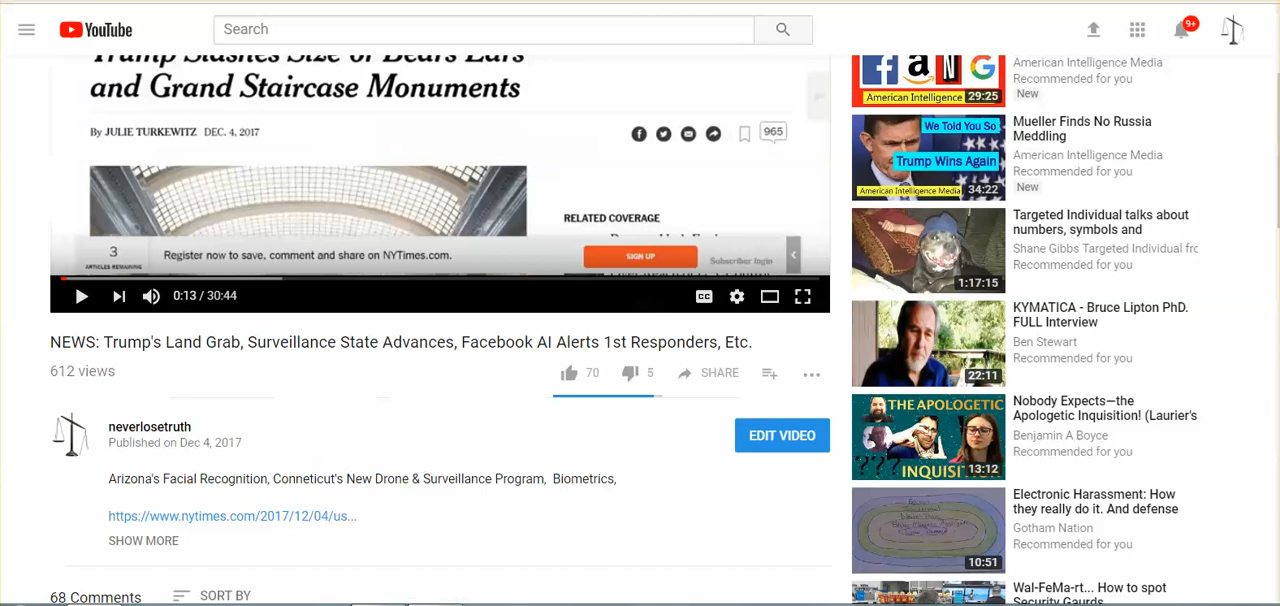 YouTube
Search
9+
Trump Slashes Size of Bears Ears
and Grand Staircase Monuments
By JULIE TURKEWITZ DEC. 4, 2017
965
RELATED COVERAGE
3
ARTICLES REMAINING
Register now to save, comment and share on NYTimes.com.
SIGN UP
Subscriber login
0:13 / 30:44
CC
NEWS: Trump's Land Grab, Surveillance State Advances, Facebook AI Alerts 1st Responders, Etc.
612 views
70
5
SHARE
neverlosetruth
Published on Dec 4, 2017
EDIT VIDEO
Arizona's Facial Recognition, Conneticut's New Drone & Surveillance Program, Biometrics,
https://www.nytimes.com/2017/12/04/us...
SHOW MORE
68 Comments
SORT BY
American Intelligence
29:25
American Intelligence Media
Recommended for you
New
We Told You So
Trump Wins Again
American Intelligence Media
34:22
Mueller Finds No Russia
Meddling
American Intelligence Media
Recommended for you
New
1:17:15
Targeted Individual talks about
numbers, symbols and
Shane Gibbs Targeted Individual frc
Recommended for you
22:11
KYMATICA - Bruce Lipton PhD.
FULL Interview
Ben Stewart
Recommended for you
THE APOLOGETIC
???
INQUISI
13:12
Nobody Expects—the
Apologetic Inquisition! (Laurier's
Benjamin A Boyce
Recommended for you
10:51
Electronic Harassment: How
they really do it. And defense
Gotham Nation
Recommended for you
Wal-FeMa-rt... How to spot
Security Gaurds